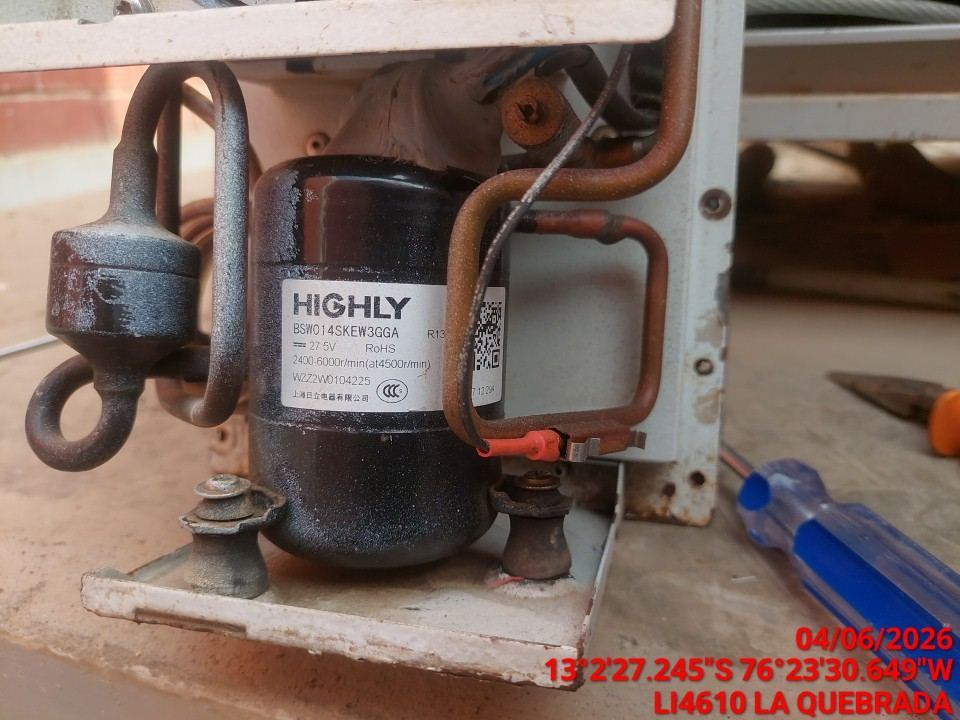 HIGHLY
BSW014SKEW3GGA R13
27.5V RoHS
2400-6000r/min(at4500r/min)
WZZ2W0104225
CCC
上海日立电器有限公司
04/06/2026
13°2'27.245"S 76°23'30.649"W
LI4610 LA QUEBRADA